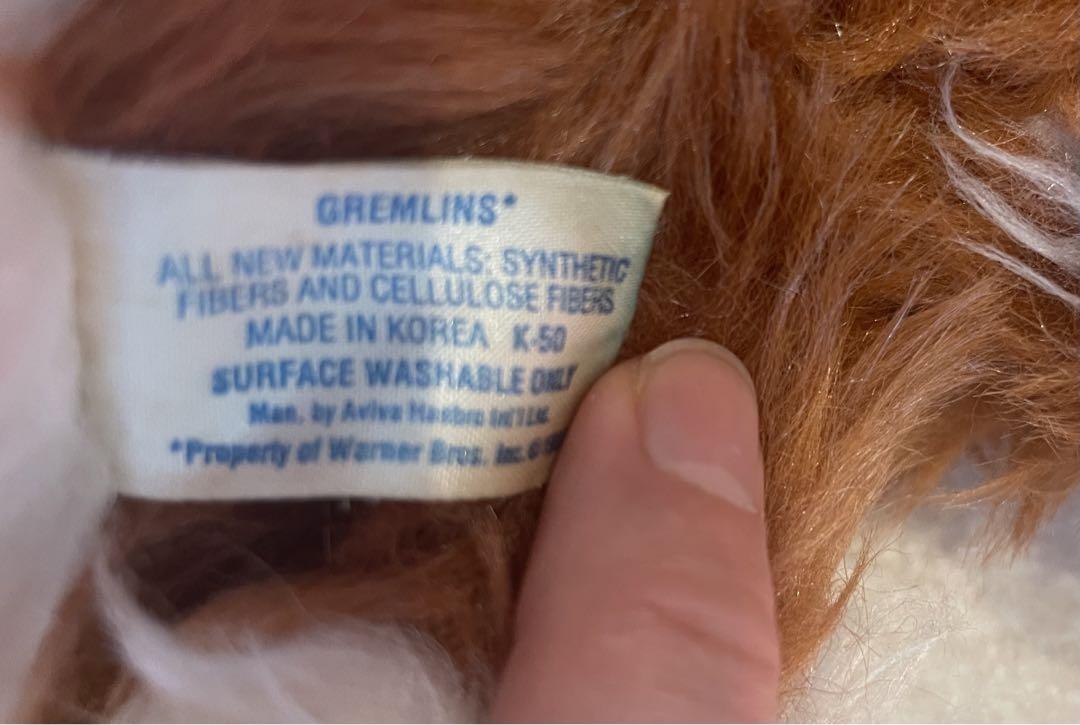 GREMLINS*
ALL NEW MATERIALS: SYNTHETIC
FIBERS AND CELLULOSE FIBERS
MADE IN KOREA K-50
SURFACE WASHABLE ONLY
Man. by Aviva Hasbro Int'l Ltd.
*Property of Warner Bros. Inc. ©